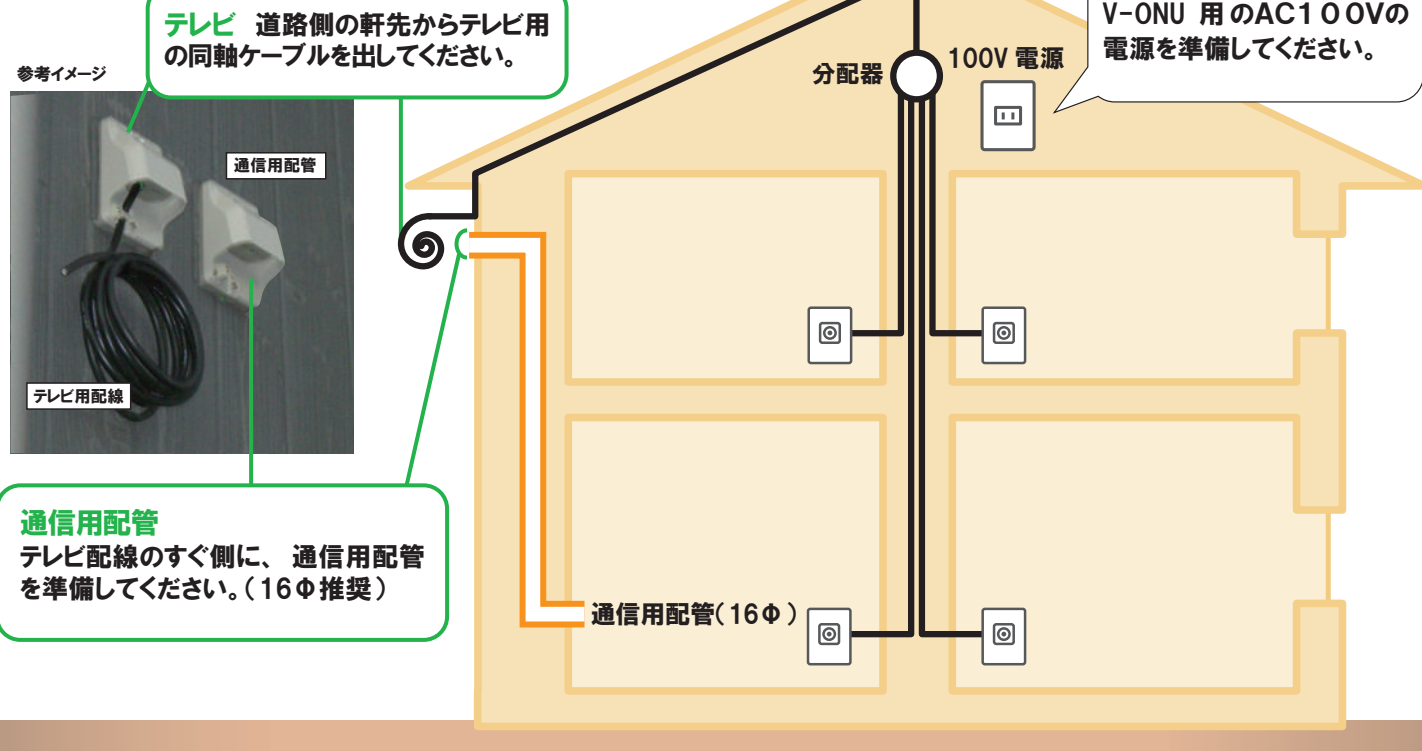 テレビ 道路側の軒先からテレビ用
の同軸ケーブルを出してください。
V-ONU 用のAC100Vの
電源を準備してください。
参考イメージ
分配器
100V 電源
通信用配管
テレビ用配線
通信用配管
テレビ配線のすぐ側に、通信用配管
を準備してください。(16Φ推奨)
通信用配管(16Φ)